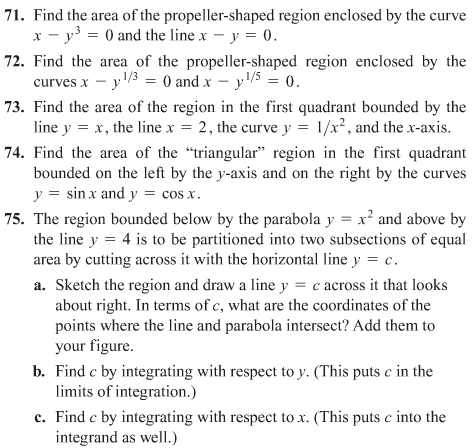 71. Find the area of the propeller-shaped region enclosed by the curve
x − y³ = 0 and the line x − y = 0.
72. Find the area of the propeller-shaped region enclosed by the
curves x − y^{1/3} = 0 and x − y^{1/5} = 0.
73. Find the area of the region in the first quadrant bounded by the
line y = x, the line x = 2, the curve y = 1/x², and the x-axis.
74. Find the area of the “triangular” region in the first quadrant
bounded on the left by the y-axis and on the right by the curves
y = sin x and y = cos x.
75. The region bounded below by the parabola y = x² and above by
the line y = 4 is to be partitioned into two subsections of equal
area by cutting across it with the horizontal line y = c.
a. Sketch the region and draw a line y = c across it that looks
about right. In terms of c, what are the coordinates of the
points where the line and parabola intersect? Add them to
your figure.
b. Find c by integrating with respect to y. (This puts c in the
limits of integration.)
c. Find c by integrating with respect to x. (This puts c into the
integrand as well.)